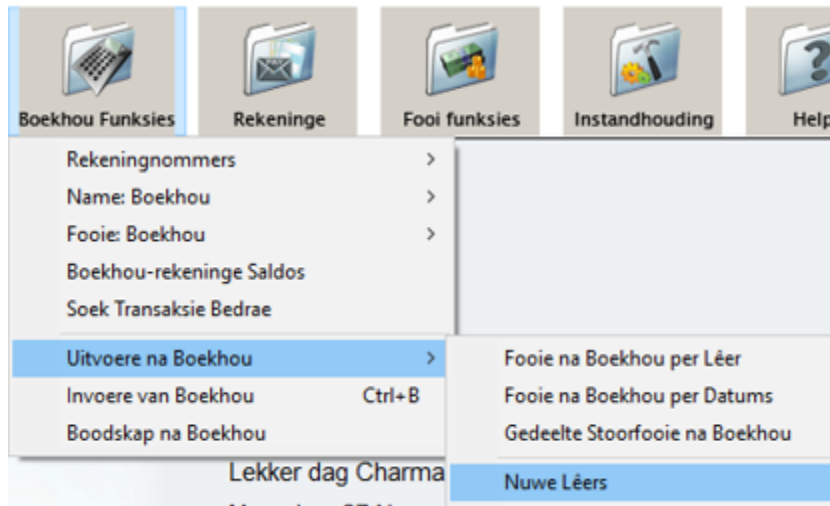 Boekhou Funksies
Rekeninge
Fooi funksies
Instandhouding
Help
Rekeningnommers
Name: Boekhou
Fooie: Boekhou
Boekhou-rekeninge Saldos
Soek Transaksie Bedrae
Uitvoere na Boekhou
Fooie na Boekhou per Lêer
Invoere van Boekhou Ctrl+B
Fooie na Boekhou per Datums
Boodskap na Boekhou
Gedeelte Stoorfooie na Boekhou
Lekker dag Charma
Nuwe Lêers